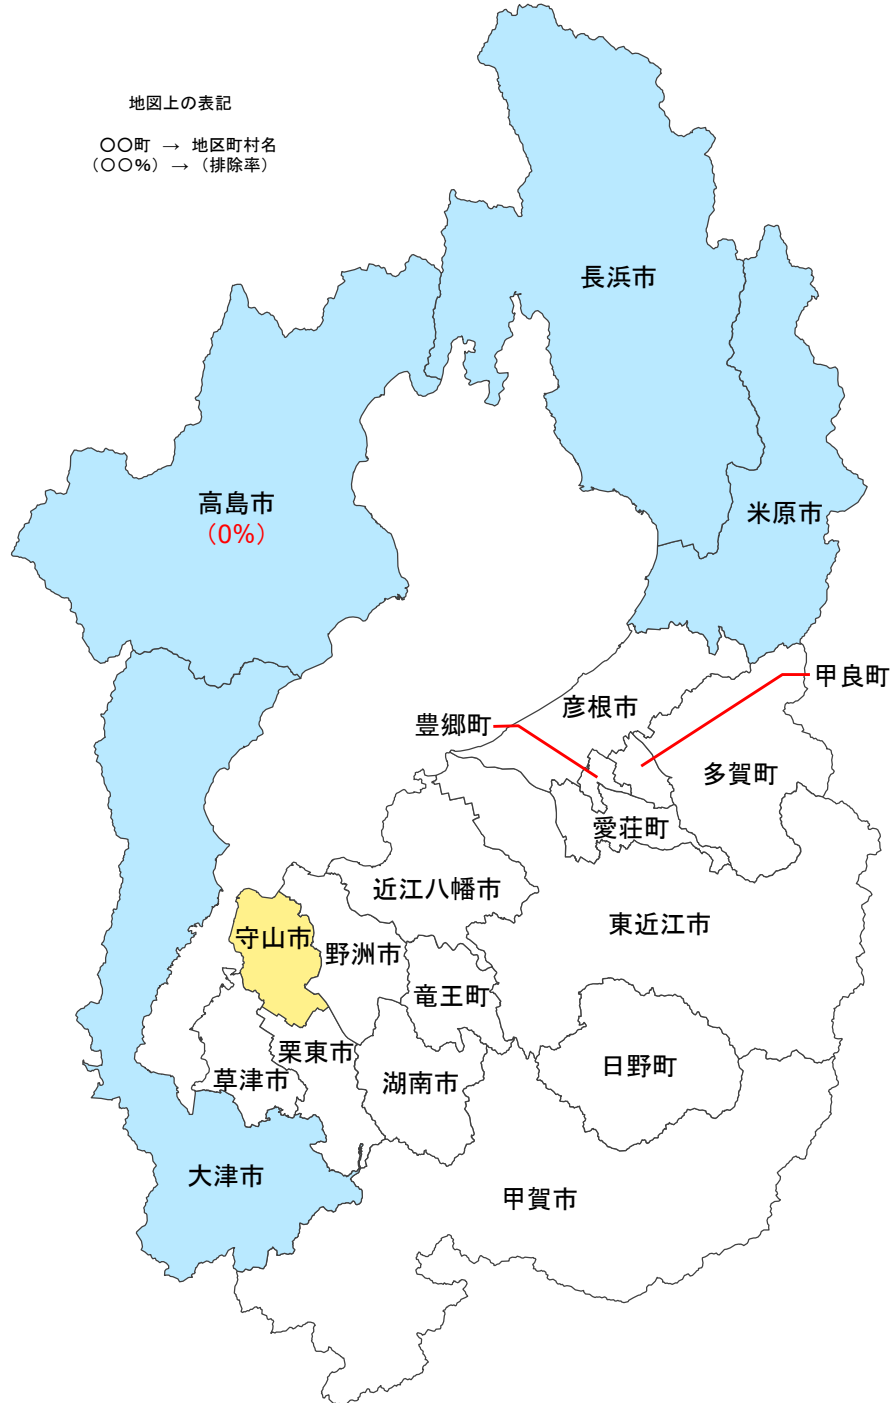 地図上の表記
〇〇町 → 地区町村名
(〇〇%) → (排除率)
長浜市
高島市
(0%)
米原市
甲良町
彦根市
豊郷町
多賀町
愛荘町
近江八幡市
東近江市
守山市
野洲市
竜王町
栗東市
日野町
草津市
湖南市
大津市
甲賀市